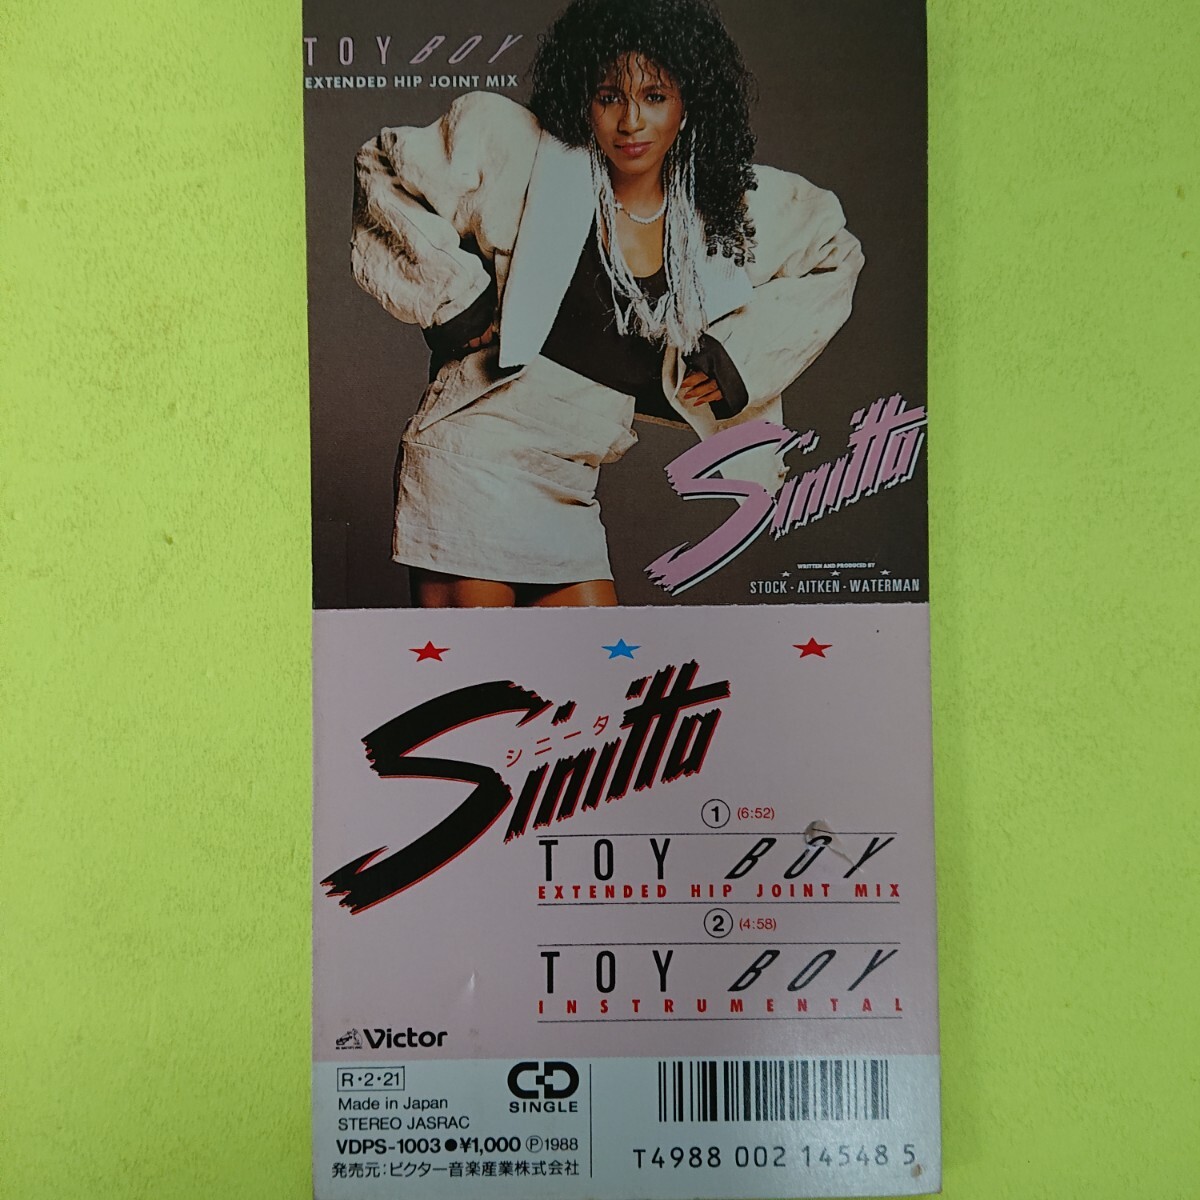 TOY BOY
EXTENDED HIP JOINT MIX
Sinitta
WRITTEN AND PRODUCED BY
STOCK・AITKEN・WATERMAN
Sinitta
シニータ
1 (6:52)
TOY BOY
EXTENDED HIP JOINT MIX
2 (4:58)
TOY BOY
INSTRUMENTAL
Victor
R・2・21
Made in Japan
STEREO JASRAC
VDPS-1003●¥1,000 Ⓟ1988
発売元:ビクター音楽産業株式会社
CD
SINGLE
T4988 002 14548 5